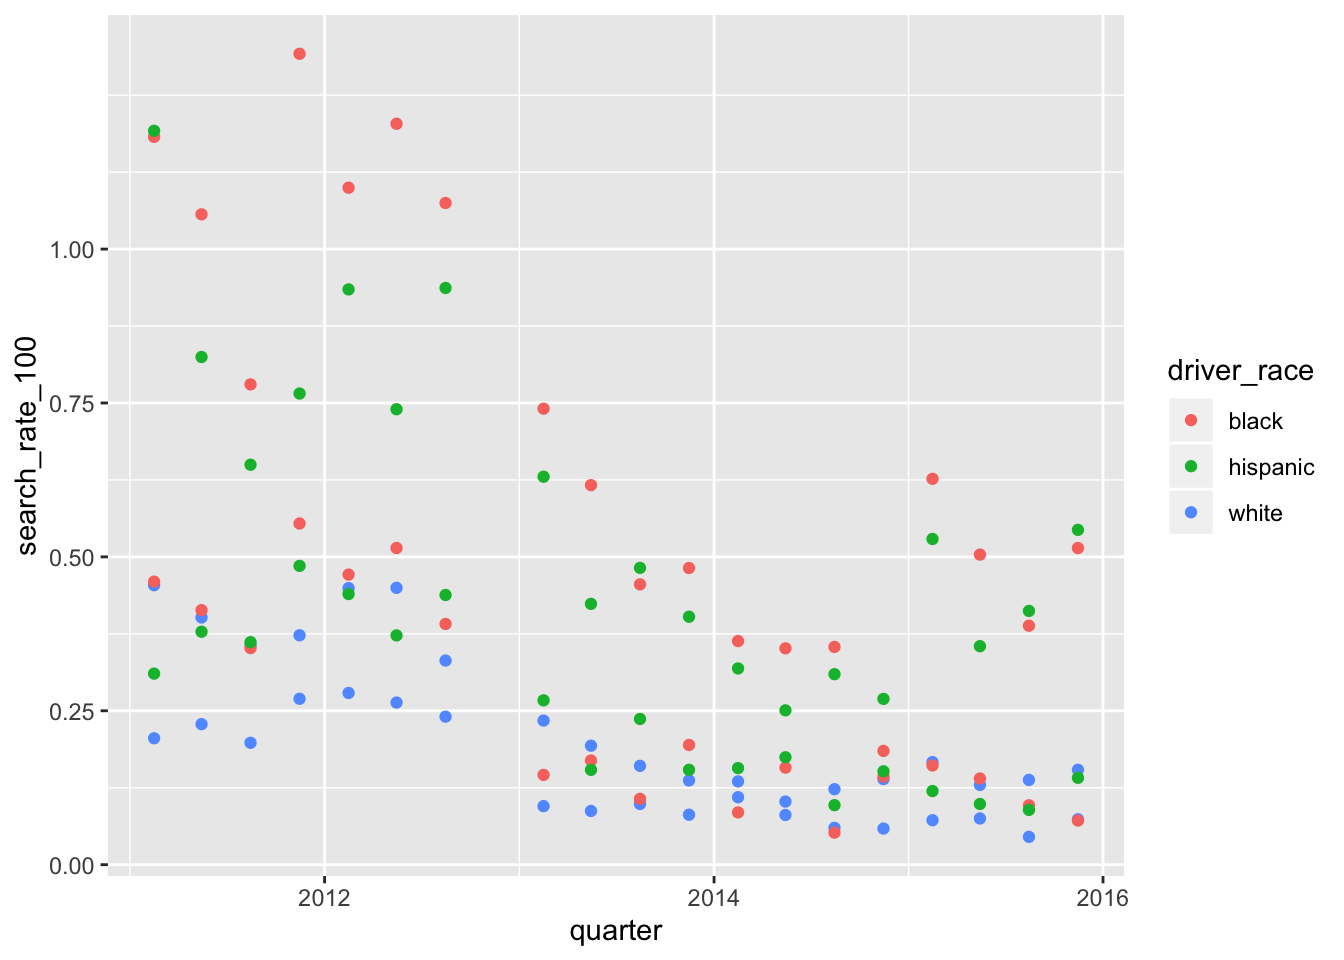 search_rate_100
1.00
0.75
0.50
0.25
0.00
2012
2014
2016
quarter
driver_race
black
hispanic
white